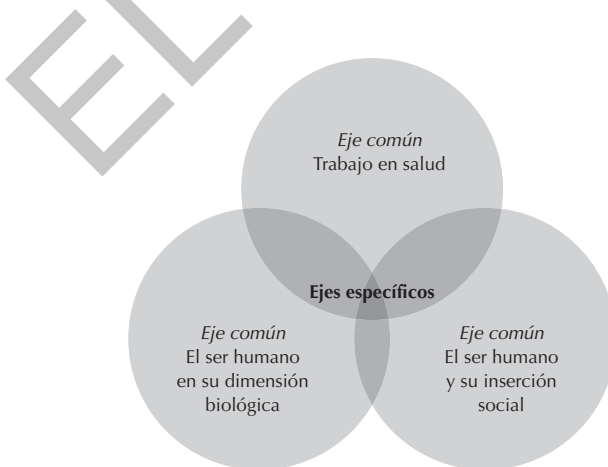 EL
Eje común
Trabajo en salud
Ejes específicos
Eje común
El ser humano
en su dimensión
biológica
Eje común
El ser humano
y su inserción
social